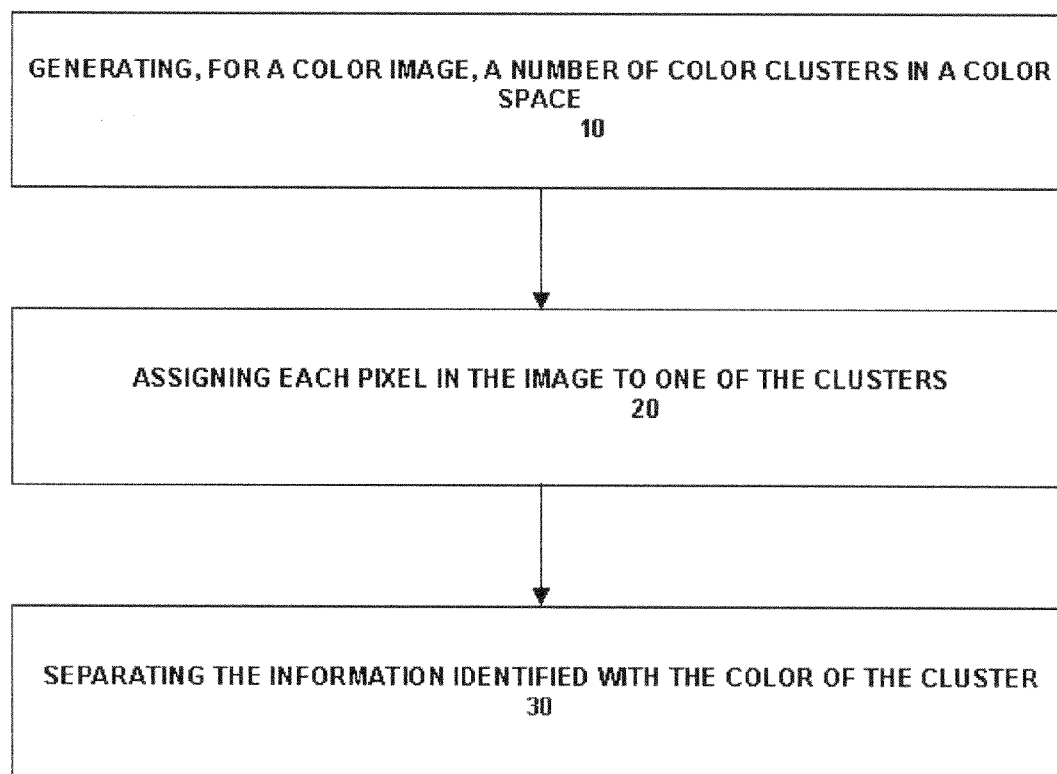 GENERATING, FOR A COLOR IMAGE, A NUMBER OF COLOR CLUSTERS IN A COLOR
SPACE
10
ASSIGNING EACH PIXEL IN THE IMAGE TO ONE OF THE CLUSTERS
20
SEPARATING THE INFORMATION IDENTIFIED WITH THE COLOR OF THE CLUSTER
30